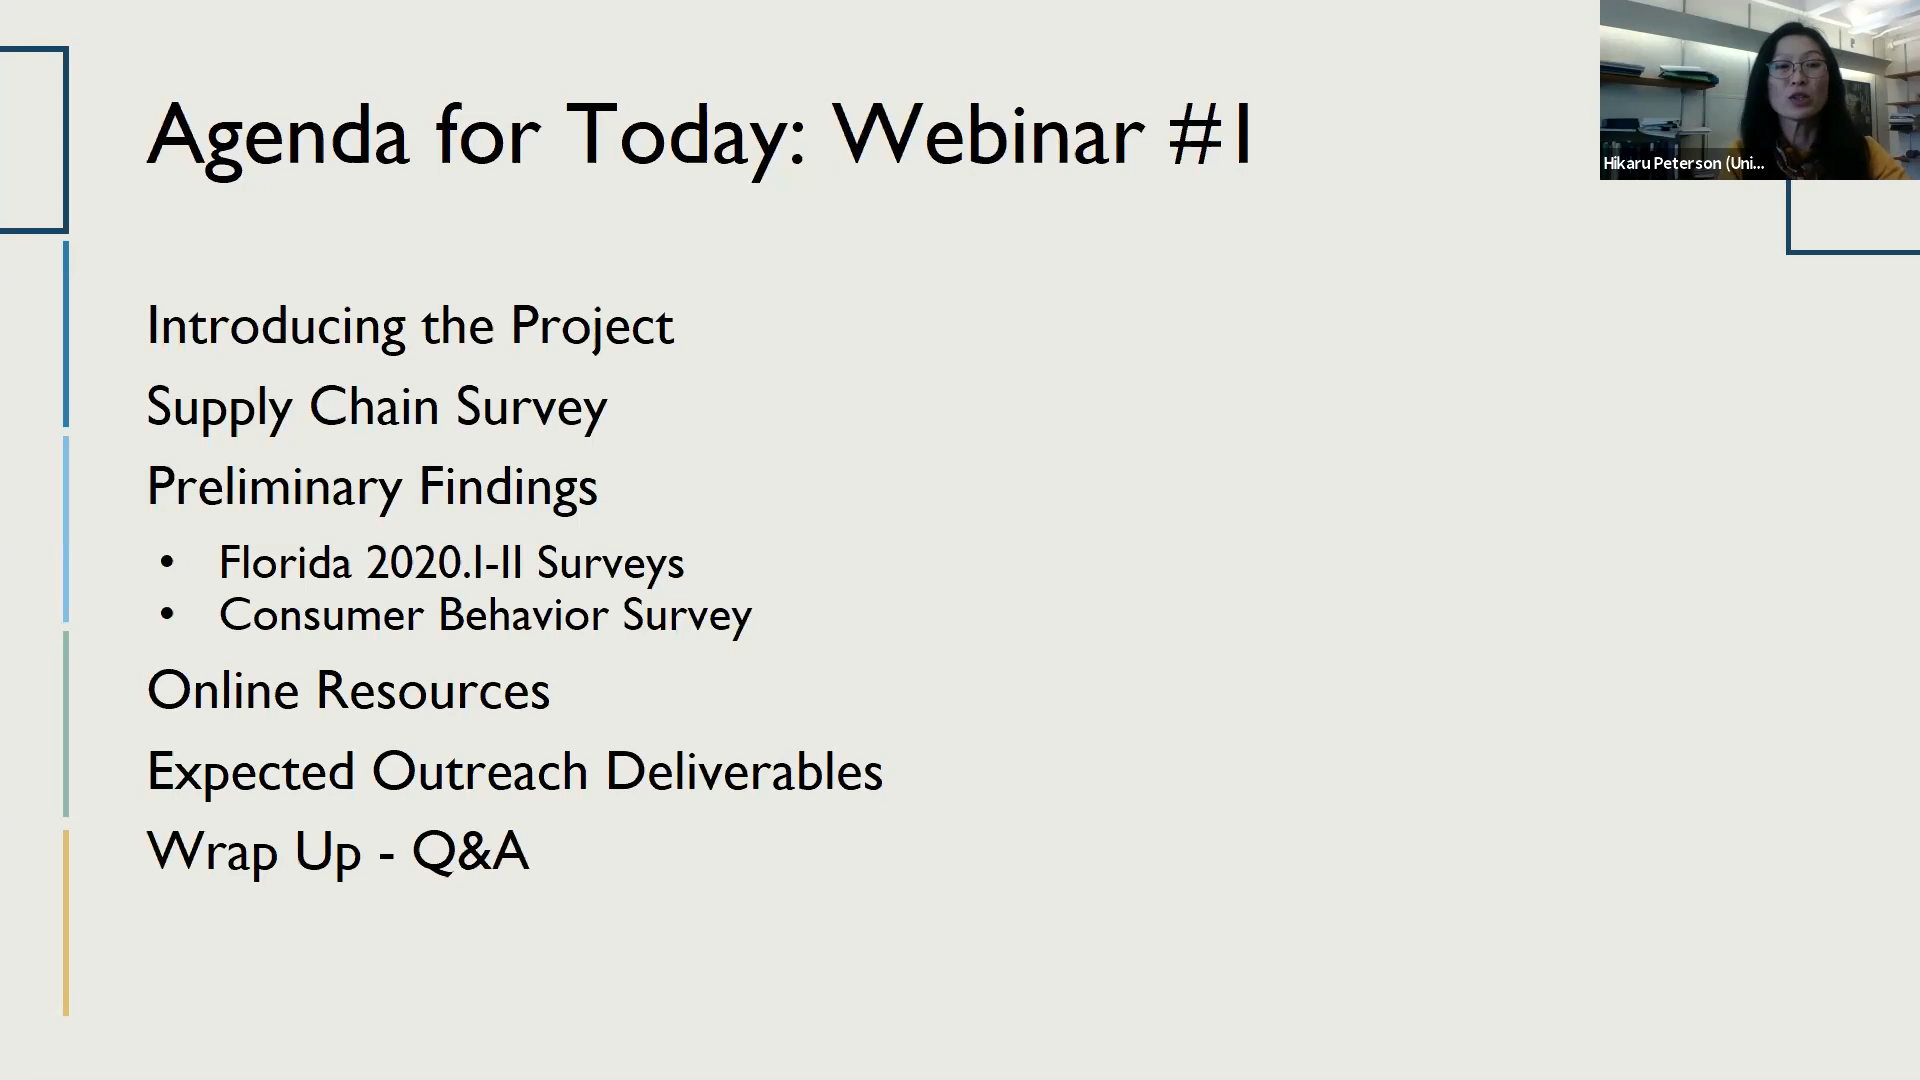 Agenda for Today: Webinar #1
Hikaru Peterson (Uni...
Introducing the Project
Supply Chain Survey
Preliminary Findings
• Florida 2020.I-II Surveys
• Consumer Behavior Survey
Online Resources
Expected Outreach Deliverables
Wrap Up - Q&A